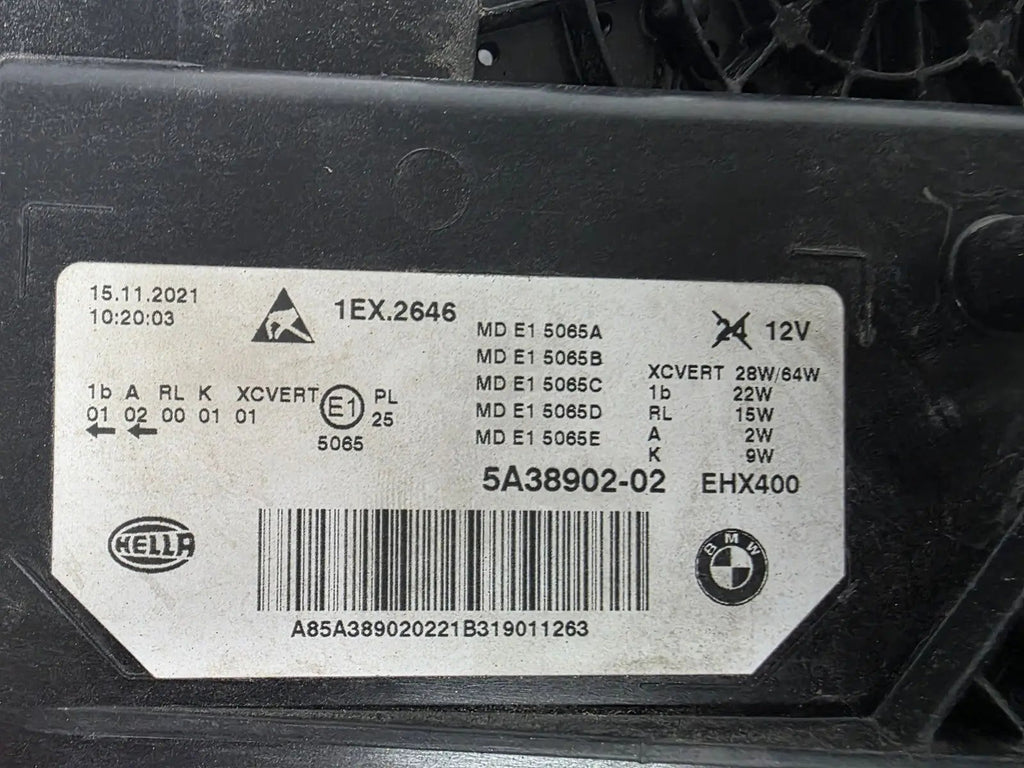 15.11.2021
10:20:03
1EX.2646
MD E1 5065A
MD E1 5065B
MD E1 5065C
MD E1 5065D
MD E1 5065E
24 12V
XCVERT 28W/64W
1b 22W
RL 15W
A 2W
K 9W
1b A RL K XCVERT
01 02 00 01 01
E1
PL
25
5065
5A38902-02 EHX400
HELLA
BMW
A85A389020221B319011263